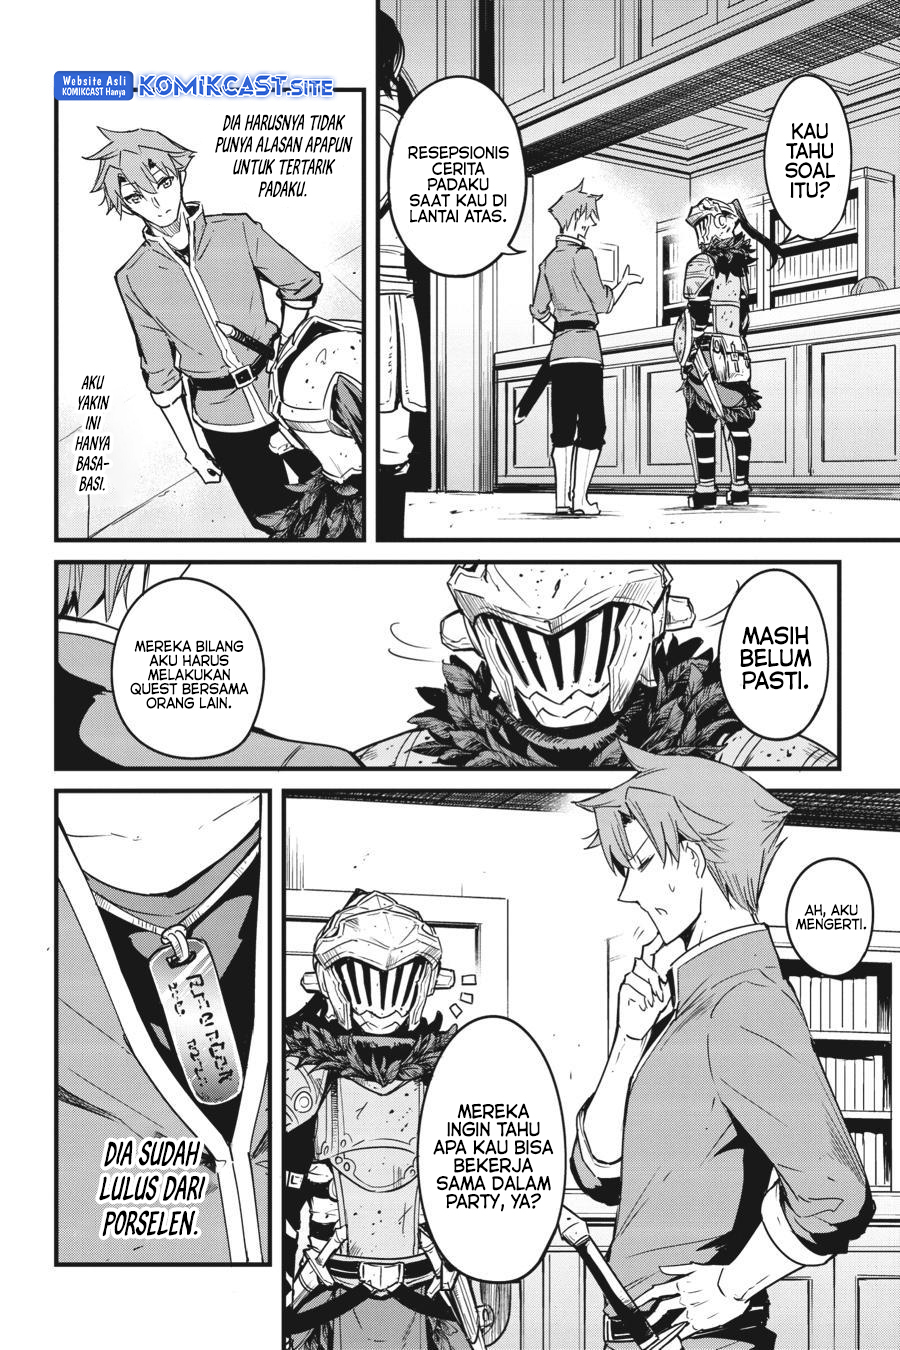 Website Asli
KOMIKCAST Hanya
KOMIKCAST.SITE
KAU
TAHU
SOAL
ITU?
RESEPSIONIS
CERITA
PADAKU
SAAT KAU DI
LANTAI ATAS.
DIA HARUSNYA TIDAK
PUNYA ALASAN APAPUN
UNTUK TERTARIK
PADAKU.
AKU
YAKIN
INI
HANYA
BASA-
BASI.
MASIH
BELUM
PASTI.
MEREKA BILANG
AKU HARUS
MELAKUKAN
QUEST BERSAMA
ORANG LAIN.
AH, AKU
MENGERTI.
MEREKA
INGIN TAHU
APA KAU BISA
BEKERJA
SAMA DALAM
PARTY, YA?
DIA SUDAH
LULUS DARI
PORSELEN.